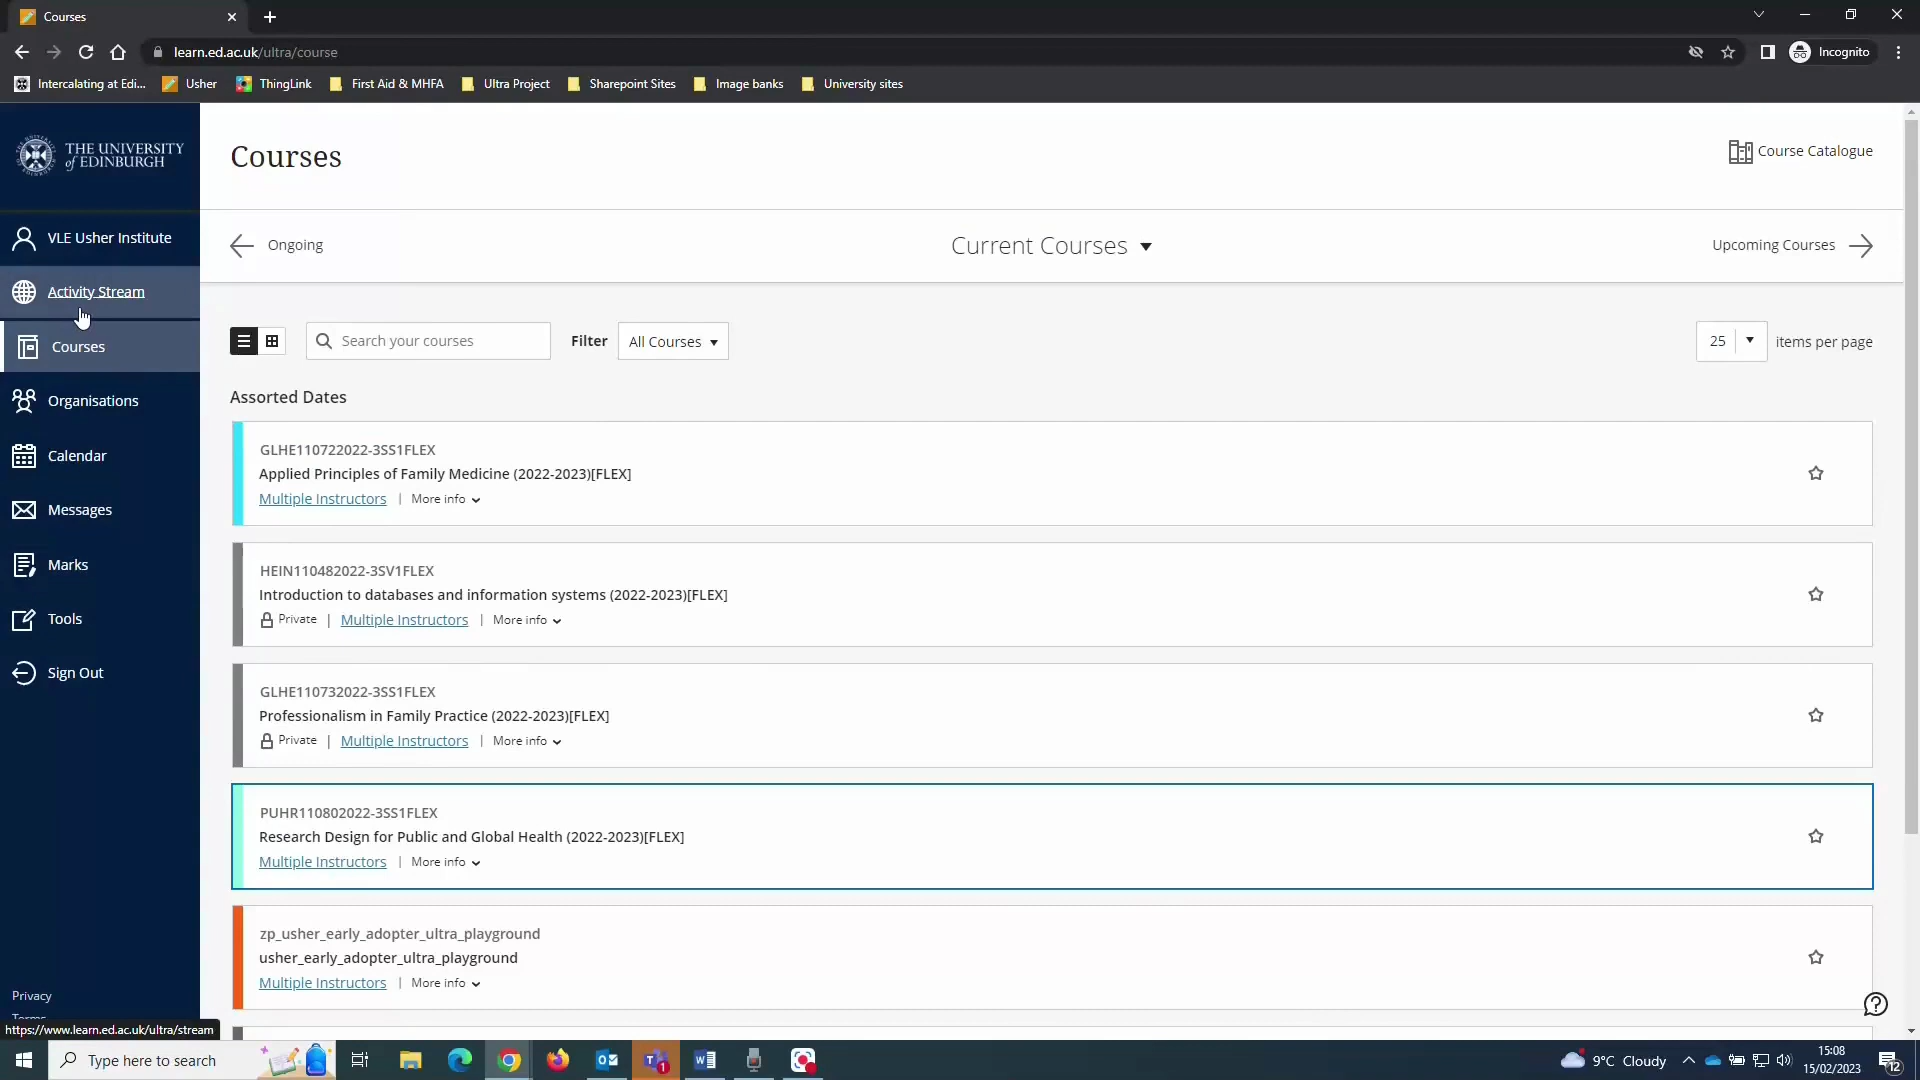 Courses
learn.ed.ac.uk/ultra/course
Incognito
Intercalating at Edi...
Usher
ThingLink
First Aid & MHFA
Ultra Project
Sharepoint Sites
Image banks
University sites
THE UNIVERSITY
of EDINBURGH
VLE Usher Institute
Activity Stream
Courses
Organisations
Calendar
Messages
Marks
Tools
Sign Out
Privacy
https://www.learn.ed.ac.uk/ultra/stream
Courses
Course Catalogue
Ongoing
Current Courses
Upcoming Courses
Search your courses
Filter
All Courses
25
items per page
Assorted Dates
GLHE110722022-3SS1FLEX
Applied Principles of Family Medicine (2022-2023)[FLEX]
Multiple Instructors | More info
HEIN110482022-3SV1FLEX
Introduction to databases and information systems (2022-2023)[FLEX]
Private | Multiple Instructors | More info
GLHE110732022-3SS1FLEX
Professionalism in Family Practice (2022-2023)[FLEX]
Private | Multiple Instructors | More info
PUHR110802022-3SS1FLEX
Research Design for Public and Global Health (2022-2023)[FLEX]
Multiple Instructors | More info
zp_usher_early_adopter_ultra_playground
usher_early_adopter_ultra_playground
Multiple Instructors | More info
Type here to search
9°C Cloudy
15:08
15/02/2023
12